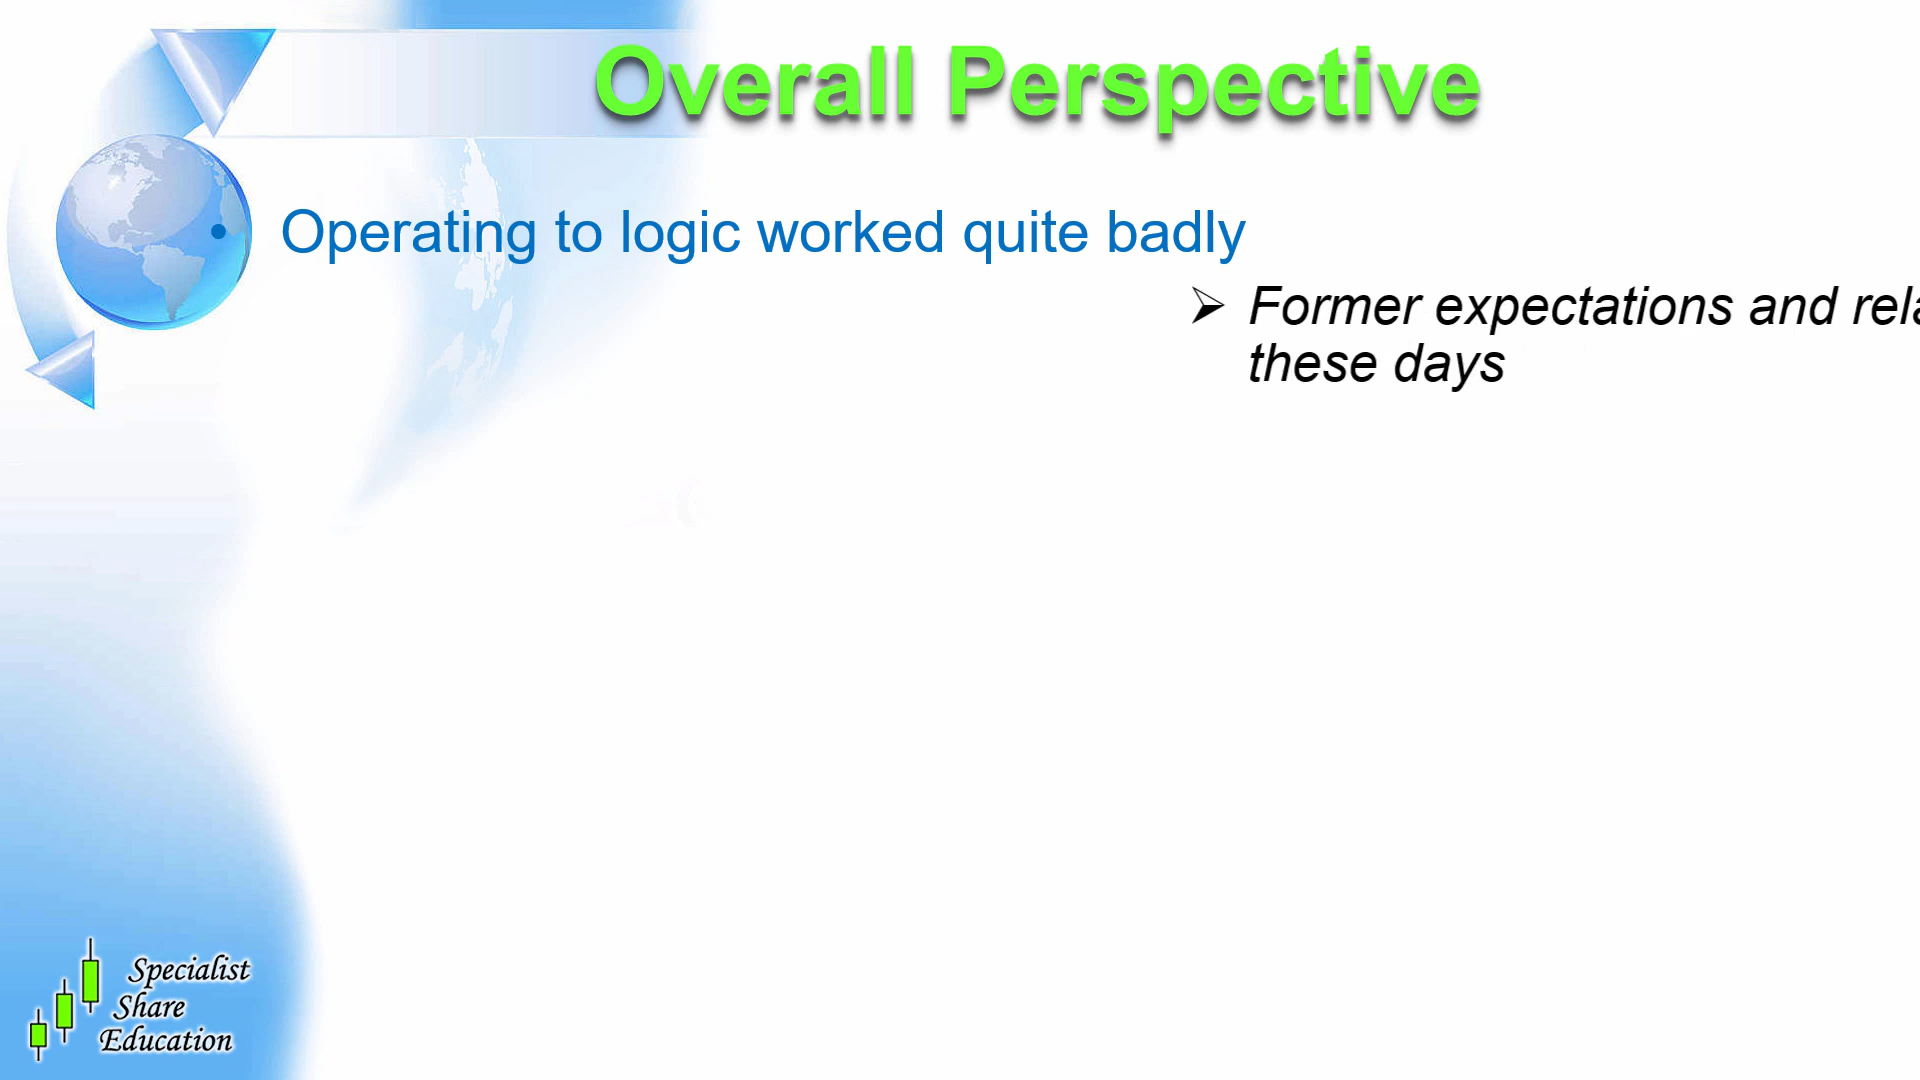 Overall Perspective
• Operating to logic worked quite badly
➢ Former expectations and
these days
Specialist
Share
Education